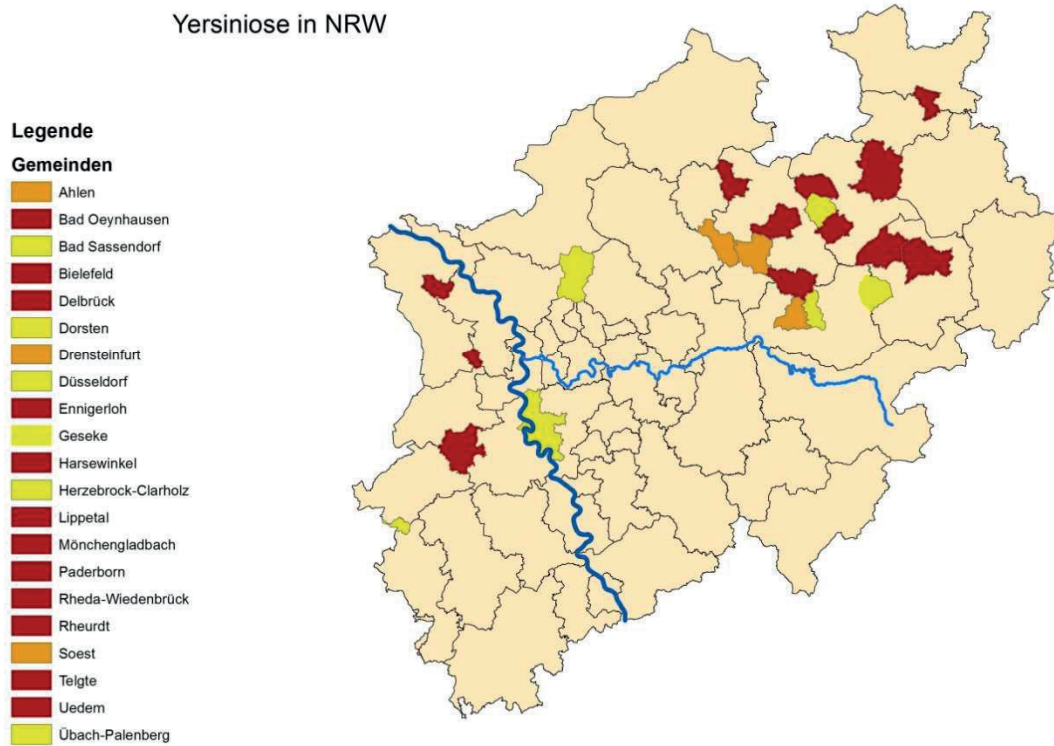 Yersiniose in NRW
Legende
Gemeinden
Ahlen
Bad Oeynhausen
Bad Sassendorf
Bielefeld
Delbrück
Dorsten
Drensteinfurt
Düsseldorf
Ennigerloh
Geseke
Harsewinkel
Herzebrock-Clarholz
Lippetal
Mönchengladbach
Paderborn
Rheda-Wiedenbrück
Rheurdt
Soest
Telgte
Uedem
Übach-Palenberg